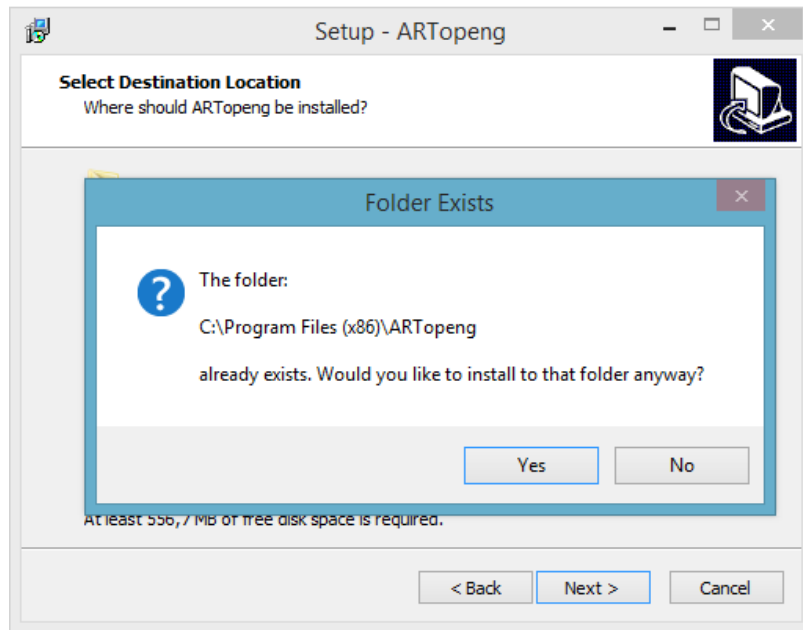 Setup - ARTopeng
Select Destination Location
Where should ARTopeng be installed?
Folder Exists
The folder:
C:\Program Files (x86)\ARTopeng
already exists. Would you like to install to that folder anyway?
Yes No
At least 556,7 MB of free disk space is required.
< Back Next > Cancel